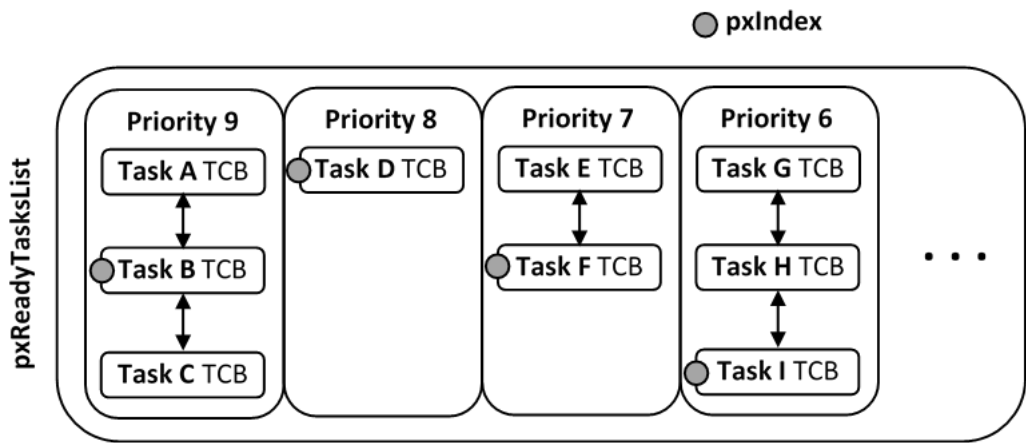 pxIndex
pxReadyTasksList
Priority 9
Task A TCB
Task B TCB
Task C TCB
Priority 8
Task D TCB
Priority 7
Task E TCB
Task F TCB
Priority 6
Task G TCB
Task H TCB
Task I TCB
. . .